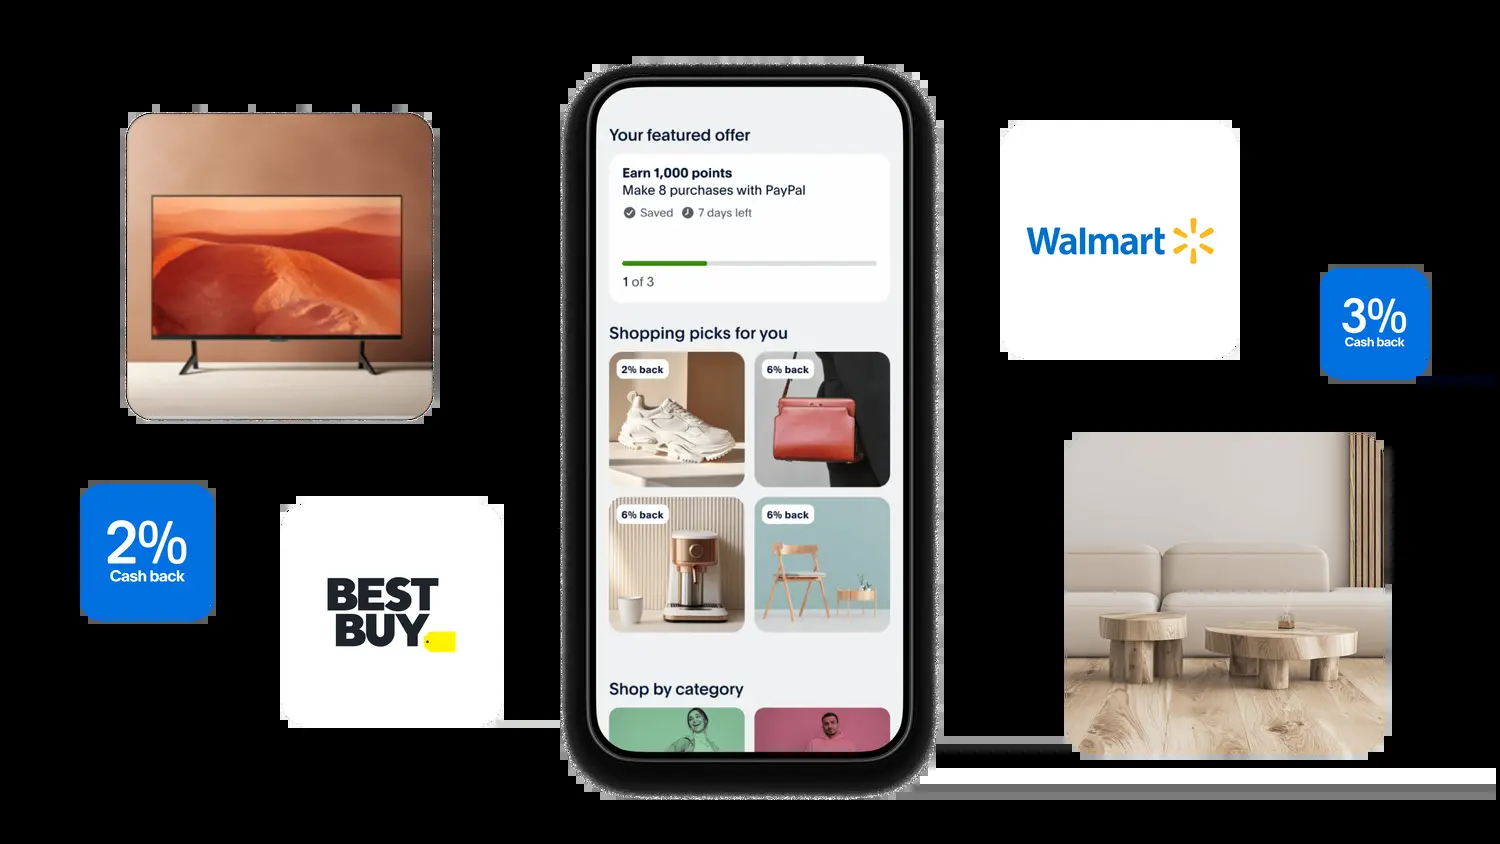 Your featured offer
Earn 1,000 points
Make 8 purchases with PayPal
Saved 7 days left
1 of 3
Shopping picks for you
2% back
6% back
6% back
6% back
Shop by category
2%
Cash back
BEST
BUY
Walmart
3%
Cash back